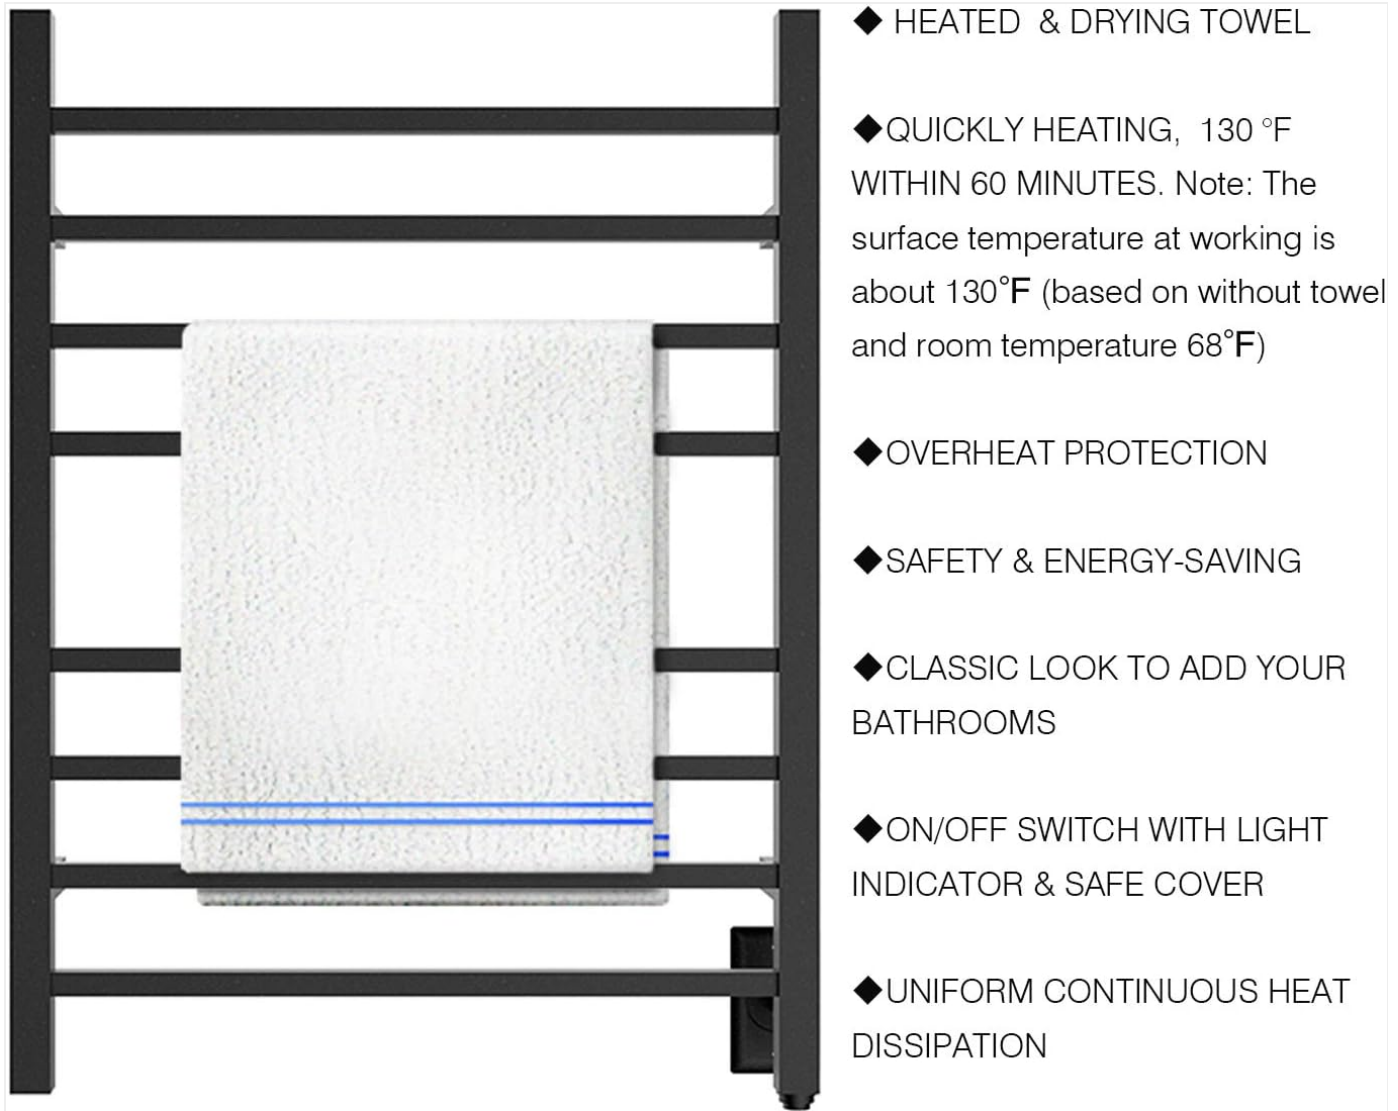 ◆ HEATED & DRYING TOWEL
◆QUICKLY HEATING, 130 °F
WITHIN 60 MINUTES. Note: The
surface temperature at working is
about 130°F (based on without towel
and room temperature 68°F)
◆OVERHEAT PROTECTION
◆SAFETY & ENERGY-SAVING
◆CLASSIC LOOK TO ADD YOUR
BATHROOMS
◆ON/OFF SWITCH WITH LIGHT
INDICATOR & SAFE COVER
◆UNIFORM CONTINUOUS HEAT
DISSIPATION